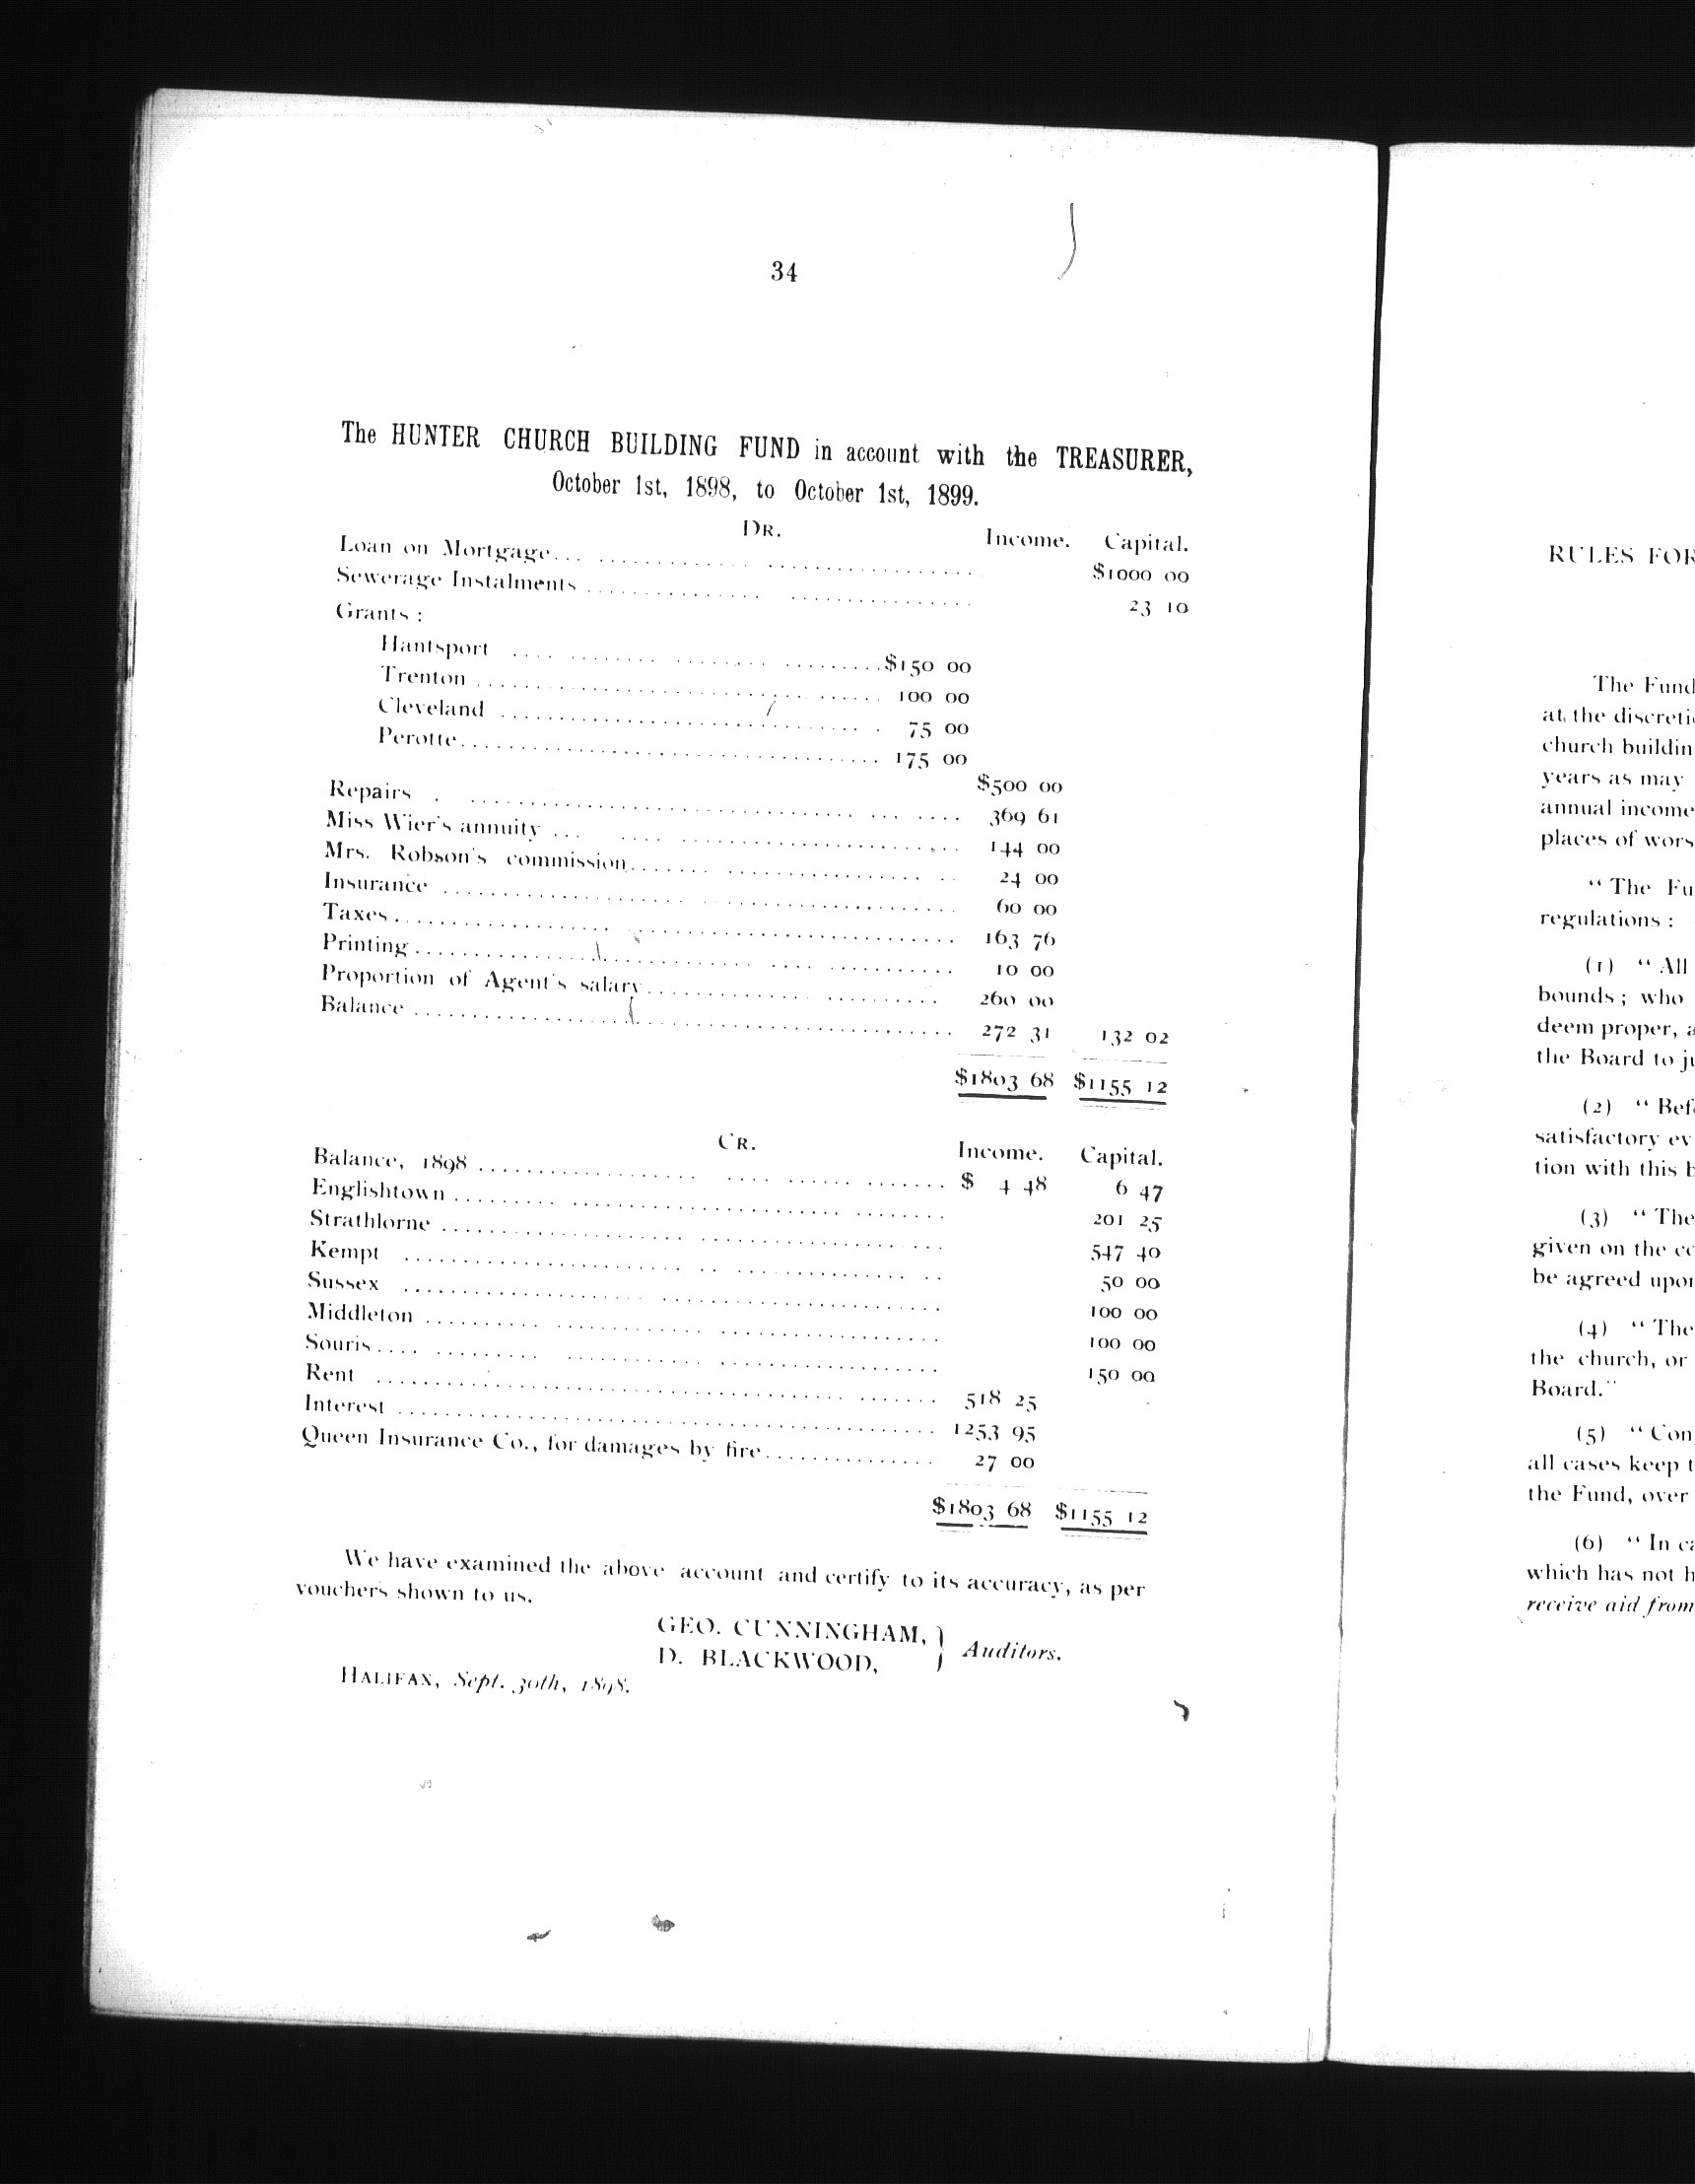 34
The HUNTER CHURCH BUILDING FUND in account with the TREASURER,
October 1st, 1898, to October 1st, 1899.
DR. Income. Capital.
Loan on Mortgage... $1000 00
Sewerage Instalments 23 10
Grants:
Hantsport $150 00
Trenton 100 00
Cleveland 75 00
Perotte 175 00
$500 00
Repairs 369 61
Miss Wier's annuity 144 00
Mrs. Robson's commission 24 00
Insurance 60 00
Taxes 163 76
Printing 10 00
Proportion of Agent's salary 260 00
Balance 272 31 132 02
$1803 68 $1155 12
CR. Income. Capital.
Balance, 1898 $ 4 48 6 47
Englishtown 201 25
Strathlorne 547 40
Kempt 50 00
Sussex 100 00
Middleton 100 00
Souris 150 00
Rent 518 25
Interest 1253 95
Queen Insurance Co., for damages by fire 27 00
$1803 68 $1155 12
We have examined the above account and certify to its accuracy, as per
vouchers shown to us.
GEO. CUNNINGHAM, } Auditors.
D. BLACKWOOD,
HALIFAX, Sept. 30th, 1898.
RULES FOR
The Fund
at the discreti
church buildin
years as may
annual income
places of wors
"The Fu
regulations:
(1) "All
bounds; who
deem proper, a
the Board to ju
(2) "Bef
satisfactory ev
tion with this b
(3) "The
given on the co
be agreed upon
(4) "The
the church, or
Board."
(5) "Con
all cases keep t
the Fund, over
(6) "In ca
which has not h
receive aid from